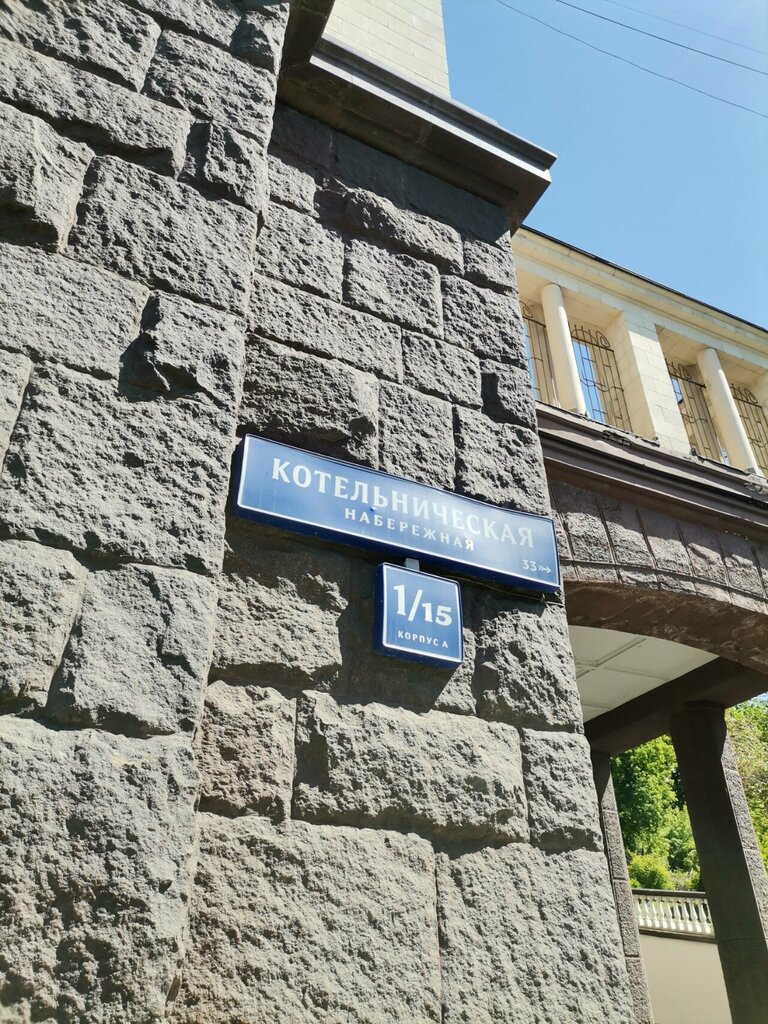 КОТЕЛЬНИЧЕСКАЯ
НАБЕРЕЖНАЯ
33
1/15
КОРПУС А